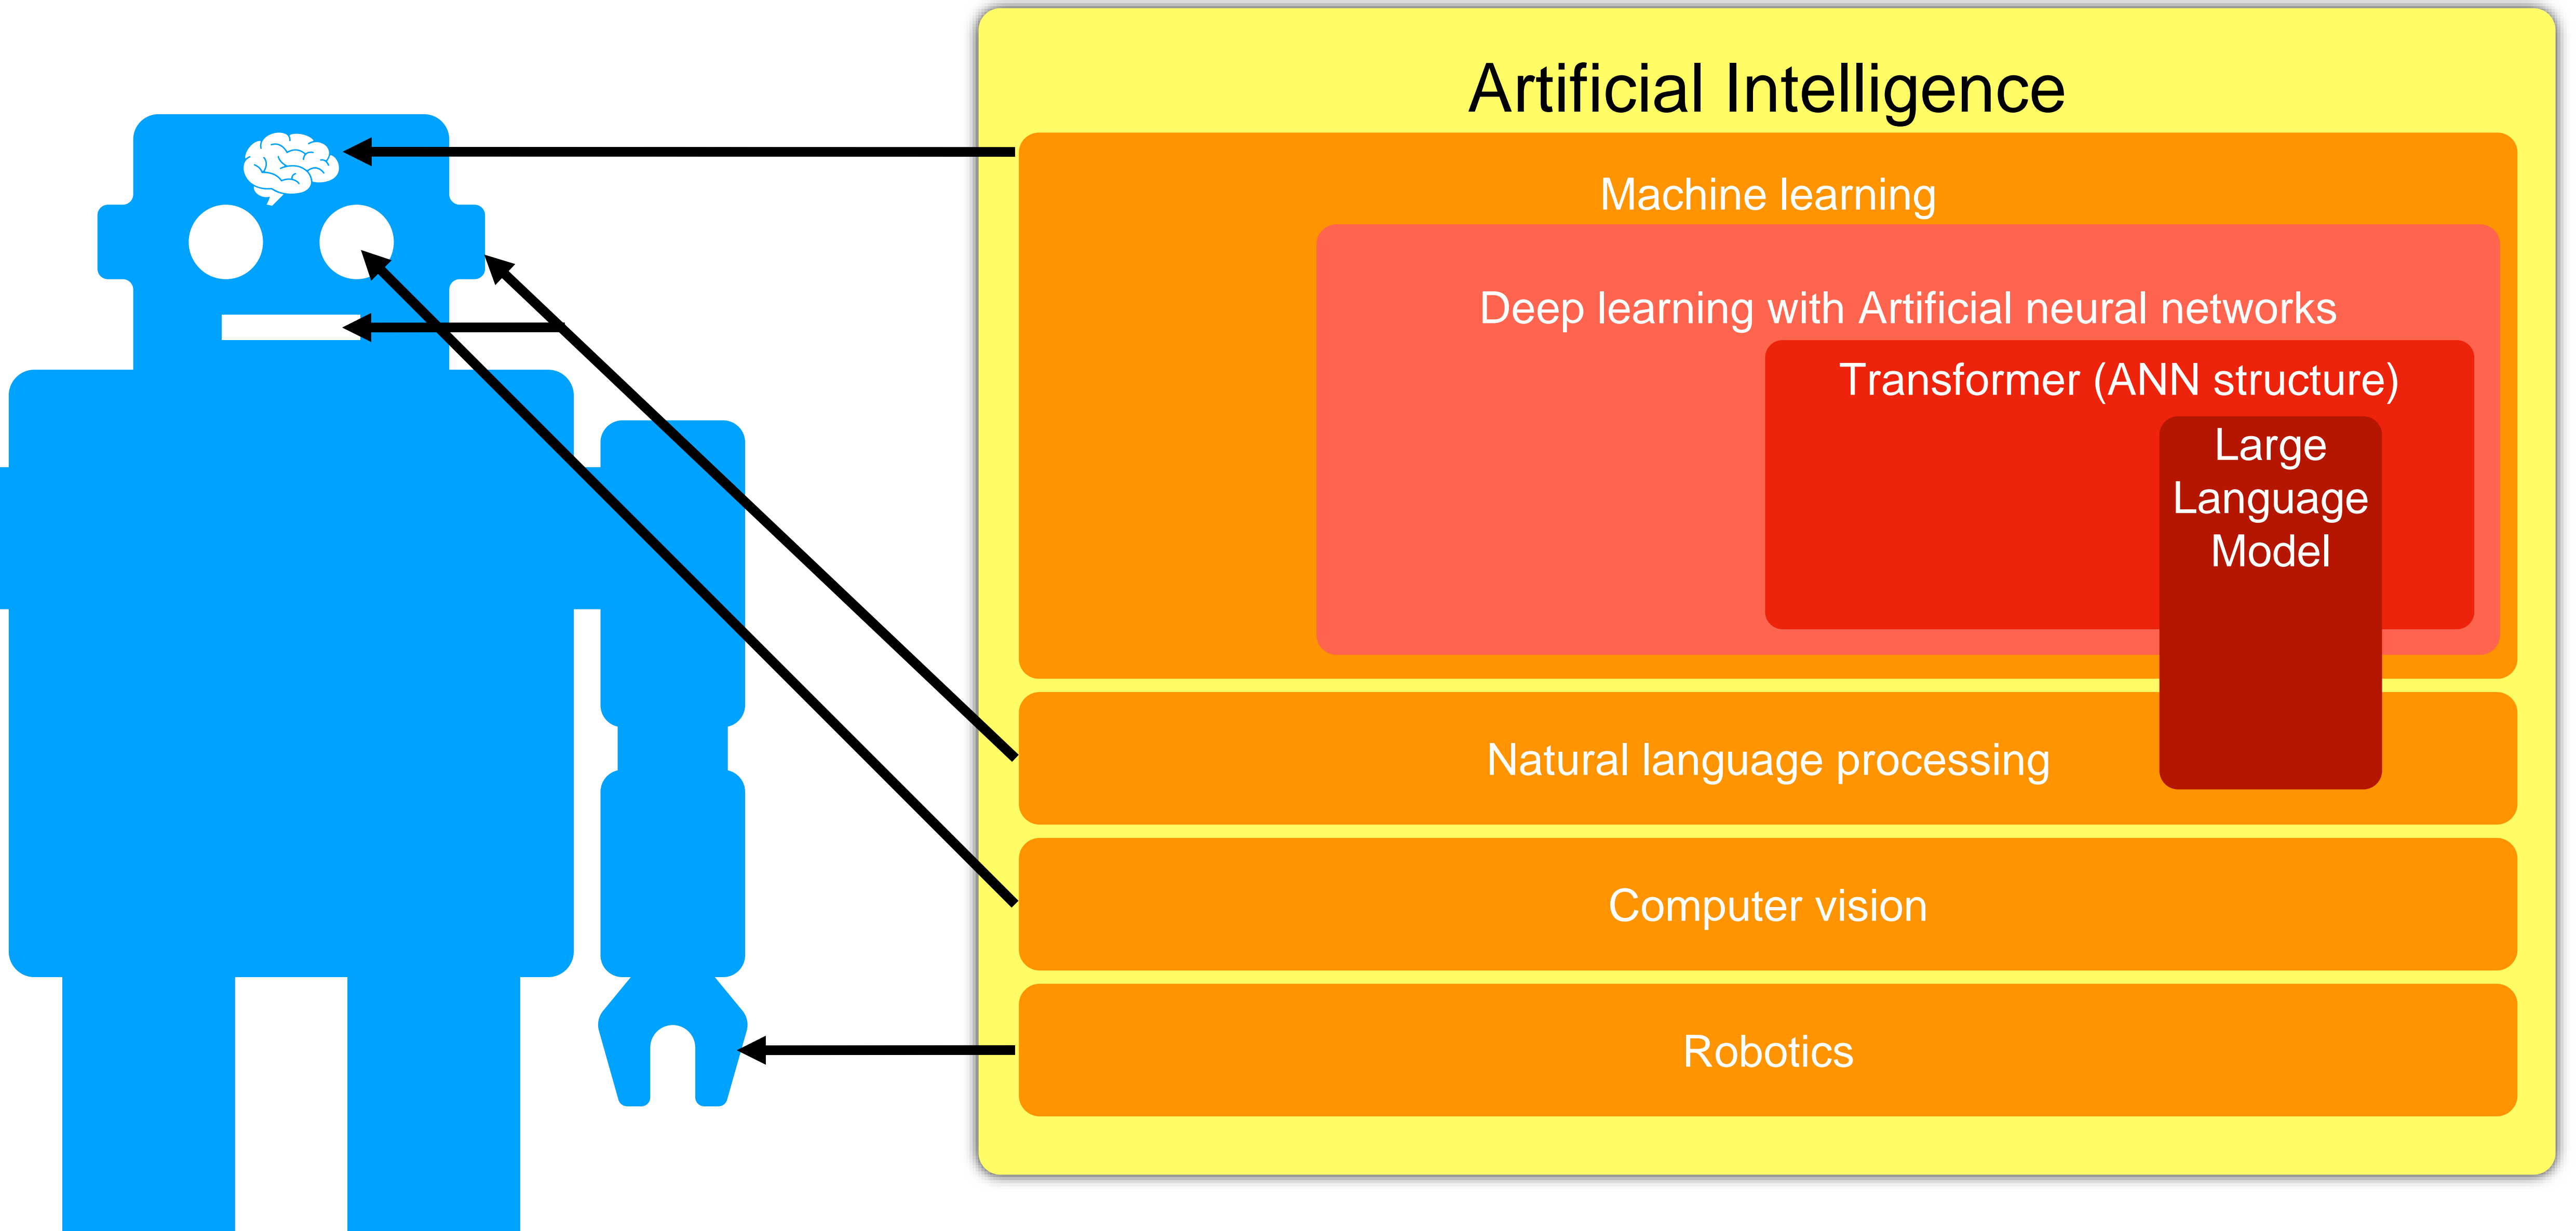 Artificial Intelligence
Machine learning
Deep learning with Artificial neural networks
Transformer (ANN structure)
Large
Language
Model
Natural language processing
Computer vision
Robotics